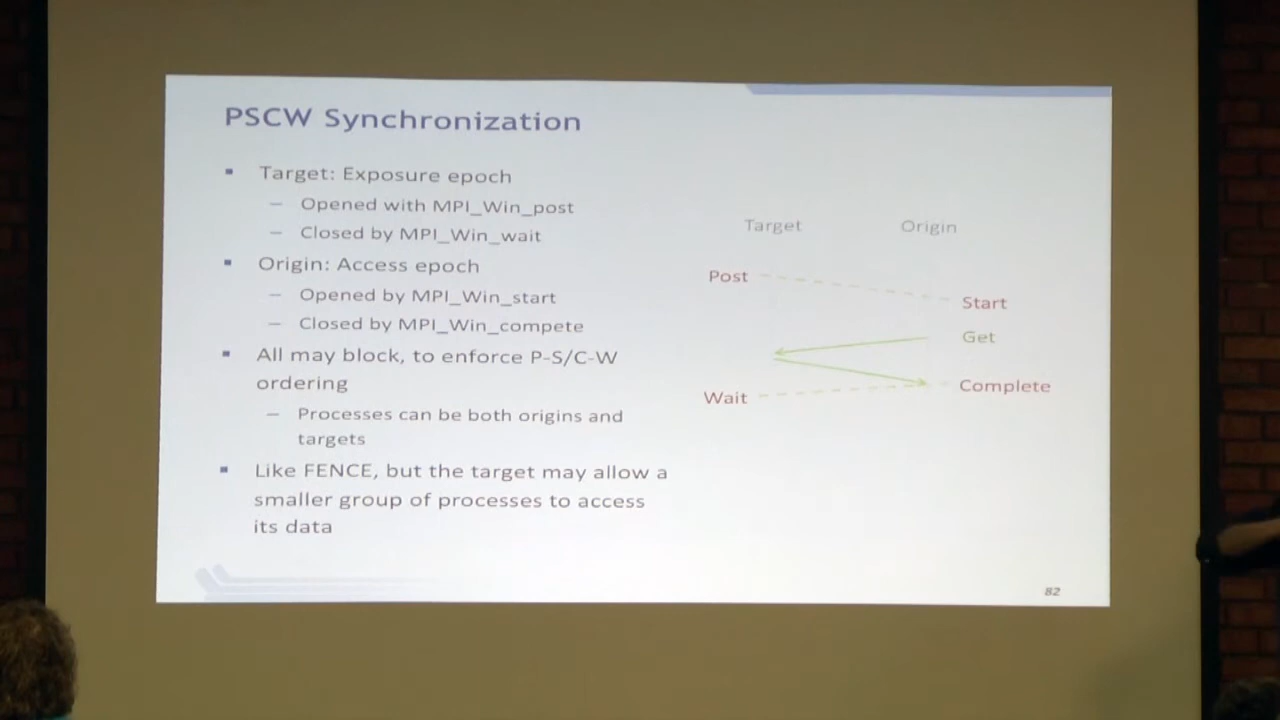 PSCW Synchronization
Target: Exposure epoch
– Opened with MPI_Win_post
– Closed by MPI_Win_wait
Origin: Access epoch
– Opened by MPI_Win_start
– Closed by MPI_Win_compete
All may block, to enforce P-S/C-W
ordering
– Processes can be both origins and
targets
Like FENCE, but the target may allow a
smaller group of processes to access
its data
Target Origin
Post
Start
Get
Complete
Wait
82